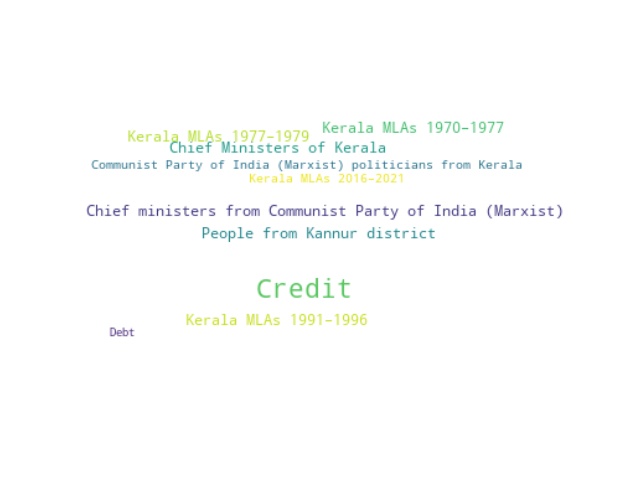 Kerala MLAs 1970–1977
Kerala MLAs 1977–1979
Chief Ministers of Kerala
Communist Party of India (Marxist) politicians from Kerala
Kerala MLAs 2016–2021
Chief ministers from Communist Party of India (Marxist)
People from Kannur district
Credit
Kerala MLAs 1991–1996
Debt